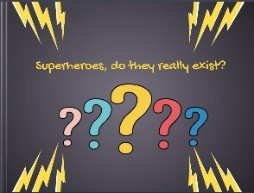 Superheroes, do they really exist?
? ? ? ? ?